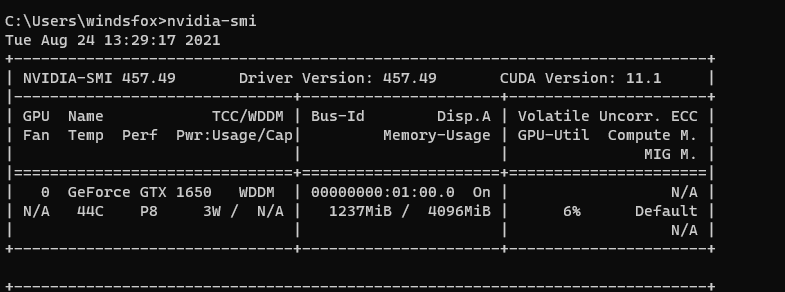 C:\Users\windsfox>nvidia-smi
Tue Aug 24 13:29:17 2021
+-----------------------------------------------------------------------------+
| NVIDIA-SMI 457.49       Driver Version: 457.49       CUDA Version: 11.1     |
|-------------------------------+----------------------+----------------------+
| GPU  Name            TCC/WDDM | Bus-Id        Disp.A | Volatile Uncorr. ECC |
| Fan  Temp  Perf  Pwr:Usage/Cap|         Memory-Usage | GPU-Util  Compute M. |
|                               |                      |               MIG M. |
|===============================+======================+======================|
|   0  GeForce GTX 1650   WDDM  | 00000000:01:00.0  On |                  N/A |
| N/A   44C    P8     3W /  N/A |   1237MiB /  4096MiB |      6%      Default |
|                               |                      |                  N/A |
+-------------------------------+----------------------+----------------------+

+-----------------------------------------------------------------------------+